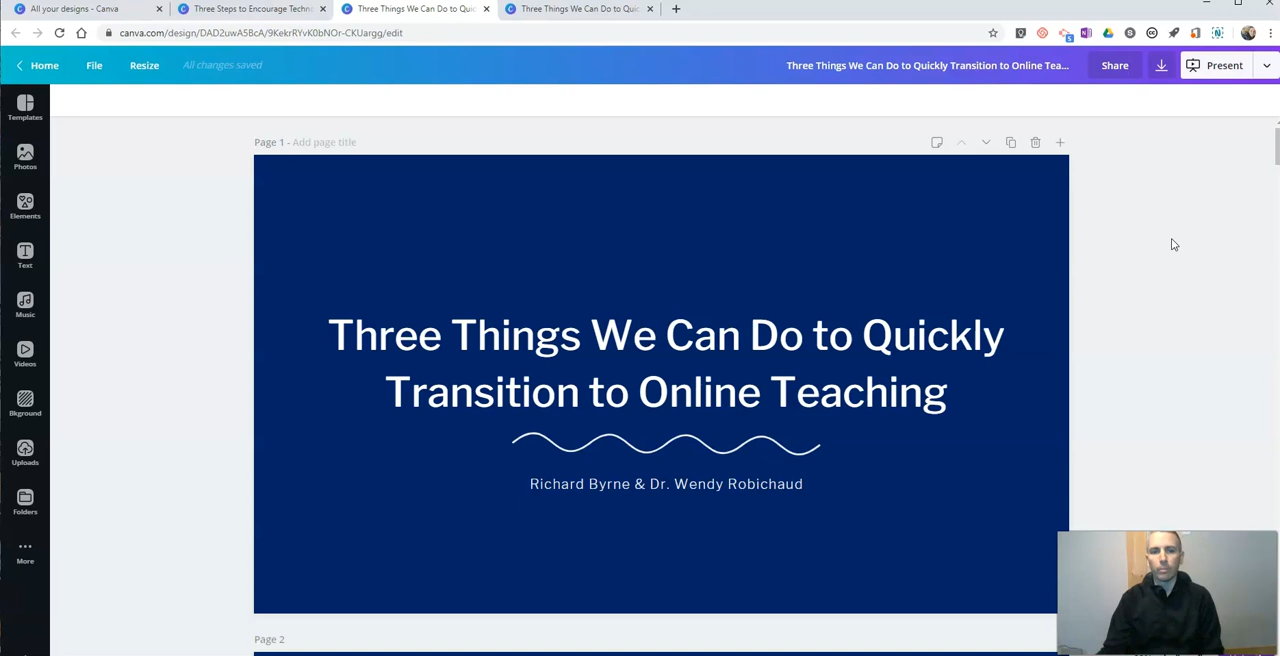 All your designs - Canva
Three Steps to Encourage Techn
Three Things We Can Do to Quic
Three Things We Can Do to Quic
canva.com/design/DAD2uwA5BcA/9KekrRYvK0bNOr-CKUargg/edit
Home
File
Resize
All changes saved
Three Things We Can Do to Quickly Transition to Online Tea...
Share
Present
Templates
Photos
Elements
Text
Music
Videos
Bkground
Uploads
Folders
More
Page 1 - Add page title
Three Things We Can Do to Quickly
Transition to Online Teaching
Richard Byrne & Dr. Wendy Robichaud
Page 2